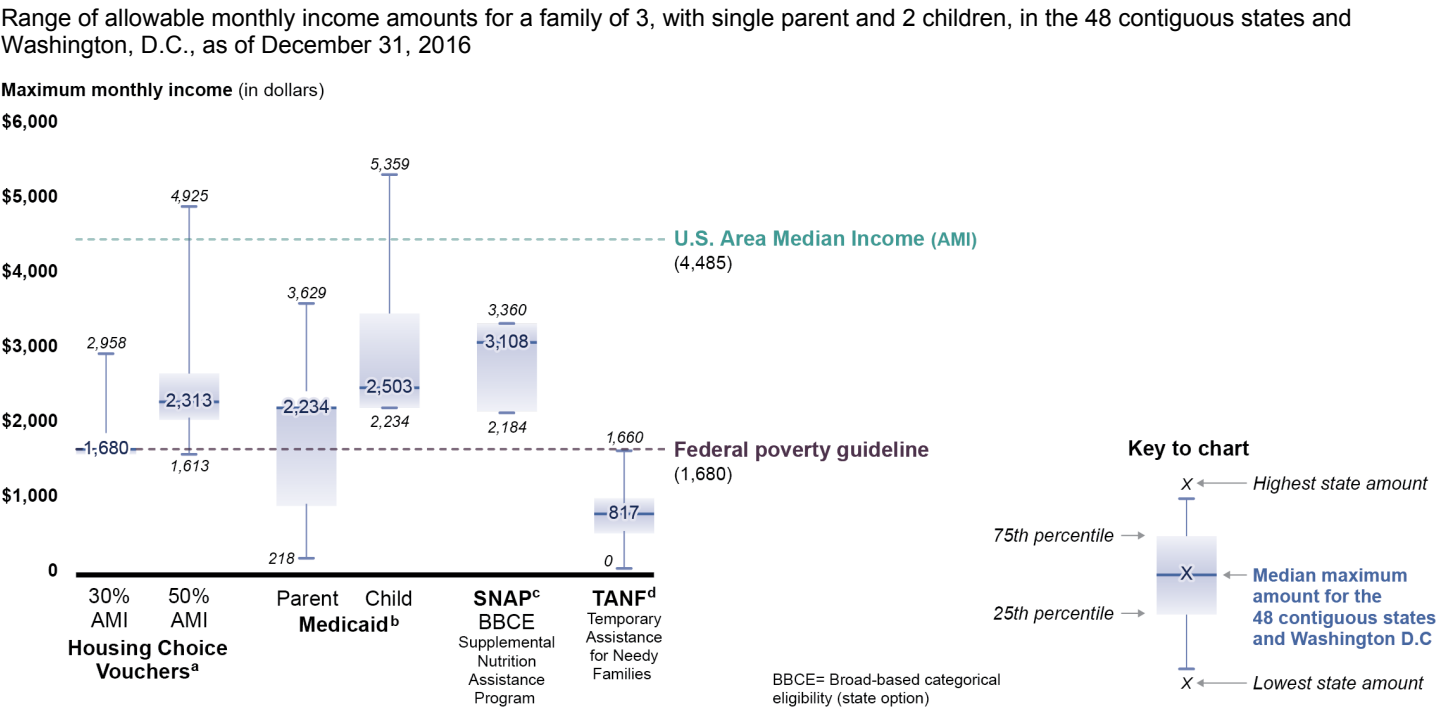 Range of allowable monthly income amounts for a family of 3, with single parent and 2 children, in the 48 contiguous states and
Washington, D.C., as of December 31, 2016
Maximum monthly income (in dollars)
$6,000
$5,000
$4,000
$3,000
$2,000
$1,000
0
2,958
1,680
4,925
2,313
1,613
3,629
2,234
218
5,359
2,503
2,234
3,360
3,108
2,184
1,660
817
0
U.S. Area Median Income (AMI)
(4,485)
Federal poverty guideline
(1,680)
30%
AMI
50%
AMI
Housing Choice
Vouchersᵃ
Parent
Child
Medicaidᵇ
SNAPᶜ
BBCE
Supplemental
Nutrition
Assistance
Program
TANFᵈ
Temporary
Assistance
for Needy
Families
BBCE= Broad-based categorical
eligibility (state option)
Key to chart
X
Highest state amount
75th percentile
X
Median maximum
amount for the
48 contiguous states
and Washington D.C
25th percentile
X
Lowest state amount